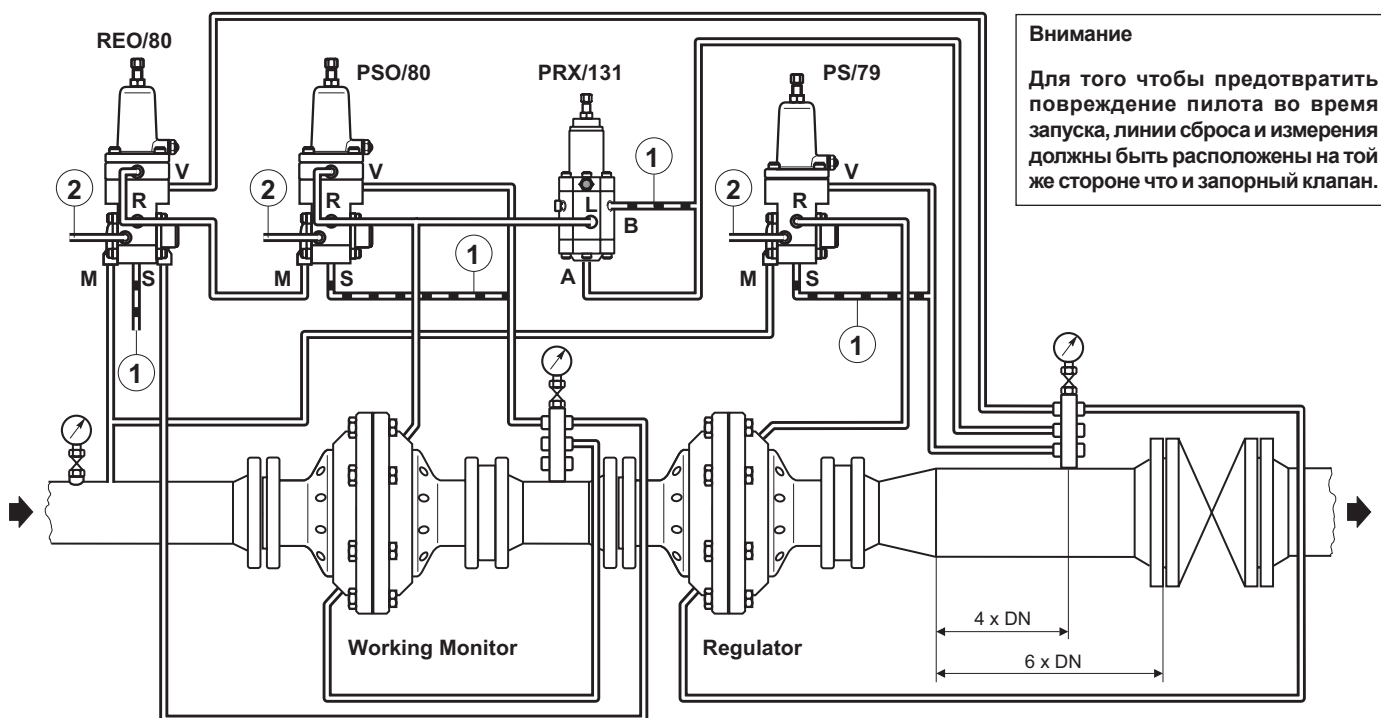 REO/80
PSO/80
PRX/131
PS/79
Внимание
Для того чтобы предотвратить
повреждение пилота во время
запуска, линии сброса и измерения
должны быть расположены на той
же стороне что и запорный клапан.
V
V
V
1
2
2
2
R
R
L
R
B
M
S
M
S
A
M
S
1
1
1
Working Monitor
Regulator
4 x DN
6 x DN